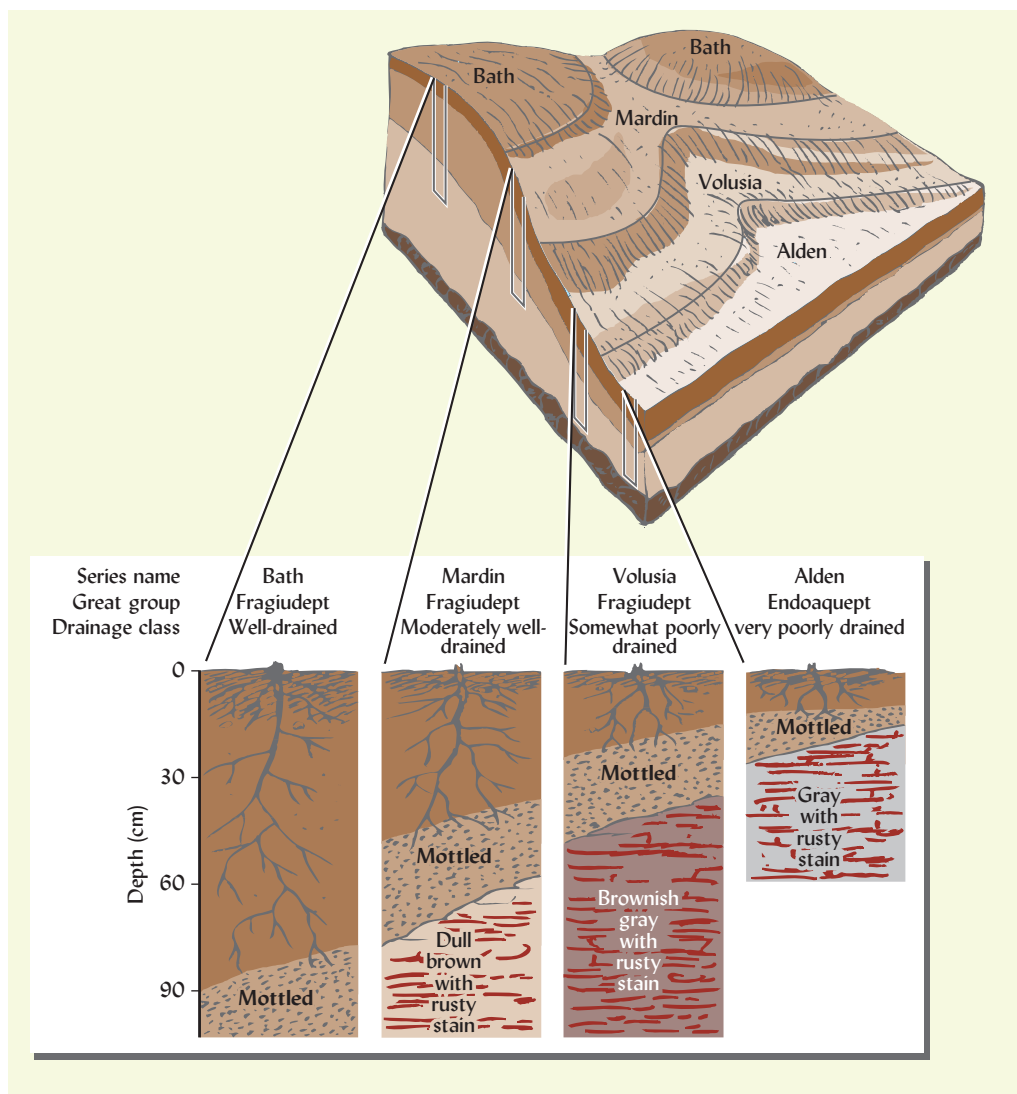 Bath
Bath
Mardin
Volusia
Alden
Series name
Great group
Drainage class
Bath
Fragiudept
Well-drained
Mardin
Fragiudept
Moderately well-
drained
Volusia
Fragiudept
Somewhat poorly
drained
Alden
Endoaquept
very poorly drained
Depth (cm)
0
30
60
90
Mottled
Mottled
Dull
brown
with
rusty
stain
Mottled
Brownish
gray
with
rusty
stain
Mottled
Gray
with
rusty
stain